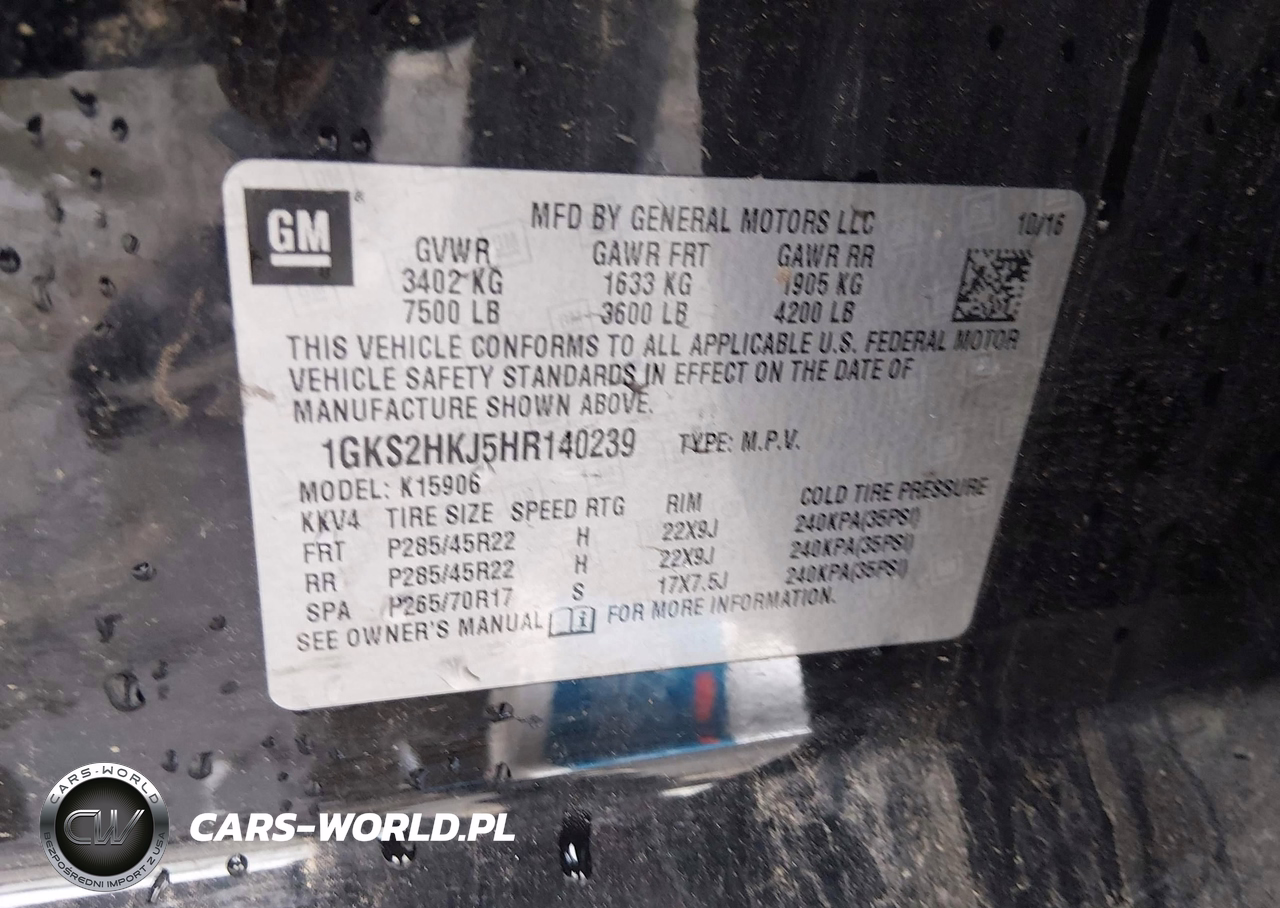 GM
®
MFD BY GENERAL MOTORS LLC
10/16
GVWR GAWR FRT GAWR RR
3402 KG 1633 KG 1905 KG
7500 LB 3600 LB 4200 LB
THIS VEHICLE CONFORMS TO ALL APPLICABLE U.S. FEDERAL MOTOR
VEHICLE SAFETY STANDARDS IN EFFECT ON THE DATE OF
MANUFACTURE SHOWN ABOVE.
1GKS2HKJ5HR140239 TYPE: M.P.V.
MODEL: K15906
KKV4 TIRE SIZE SPEED RTG RIM COLD TIRE PRESSURE
FRT P285/45R22 H 22X9J 240KPA(35PSI)
RR P285/45R22 H 22X9J 240KPA(35PSI)
SPA P265/70R17 S 17X7.5J 240KPA(35PSI)
SEE OWNER'S MANUAL FOR MORE INFORMATION.
CARS-WORLD
CW
BEZPOŚREDNI IMPORT Z USA
CARS-WORLD.PL